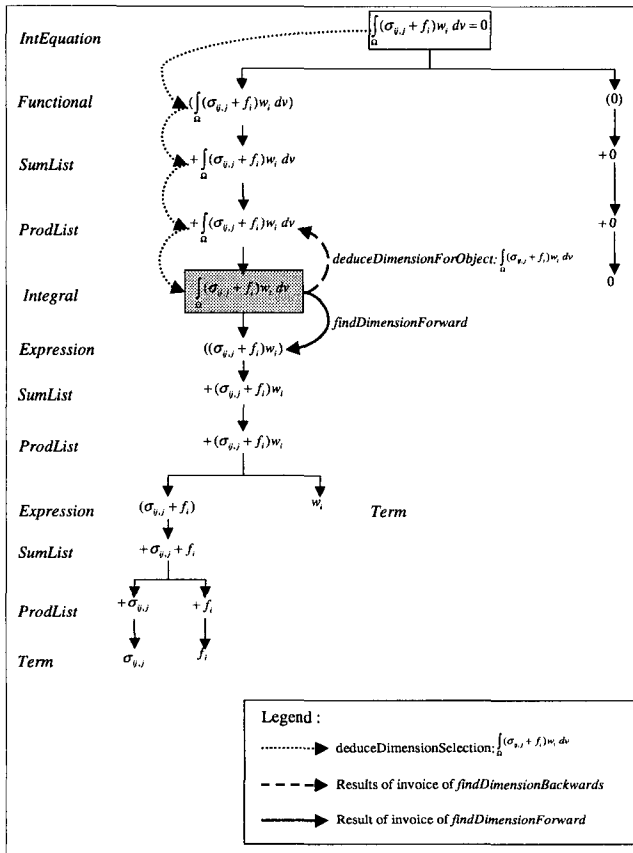 IntEquation ∫Ω(σij,j + fi)wi dv = 0
Functional (∫Ω(σij,j + fi)wi dv) (0)
SumList + ∫Ω(σij,j + fi)wi dv + 0
ProdList + ∫Ω(σij,j + fi)wi dv + 0
deduceDimensionForObject: ∫Ω(σij,j + fi)wi dv
Integral ∫Ω(σij,j + fi)wi dv 0
findDimensionForward
Expression ((σij,j + fi)wi)
SumList + (σij,j + fi)wi
ProdList + (σij,j + fi)wi
Expression (σij,j + fi) wi Term
SumList + σij,j + fi
ProdList + σij,j + fi
Term σij,j fi
Legend :
deduceDimensionSelection: ∫Ω(σij,j + fi)wi dv
Results of invoice of findDimensionBackwards
Result of invoice of findDimensionForward